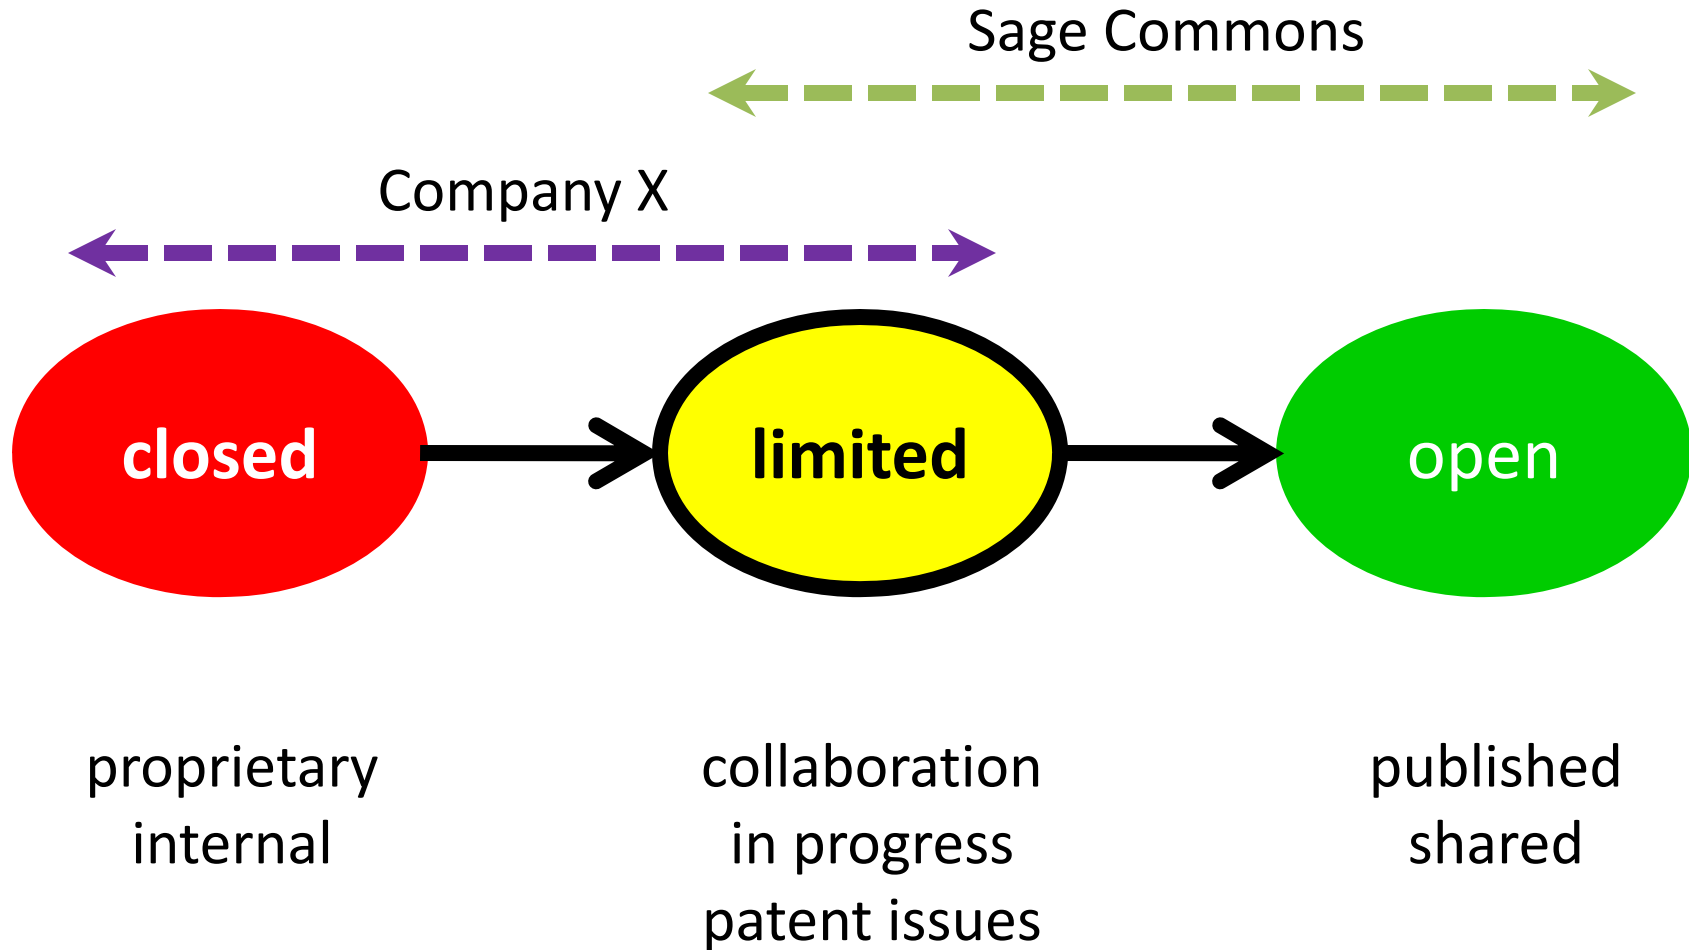 Sage Commons
Company X
closed
limited
open
proprietary
internal
collaboration
in progress
patent issues
published
shared